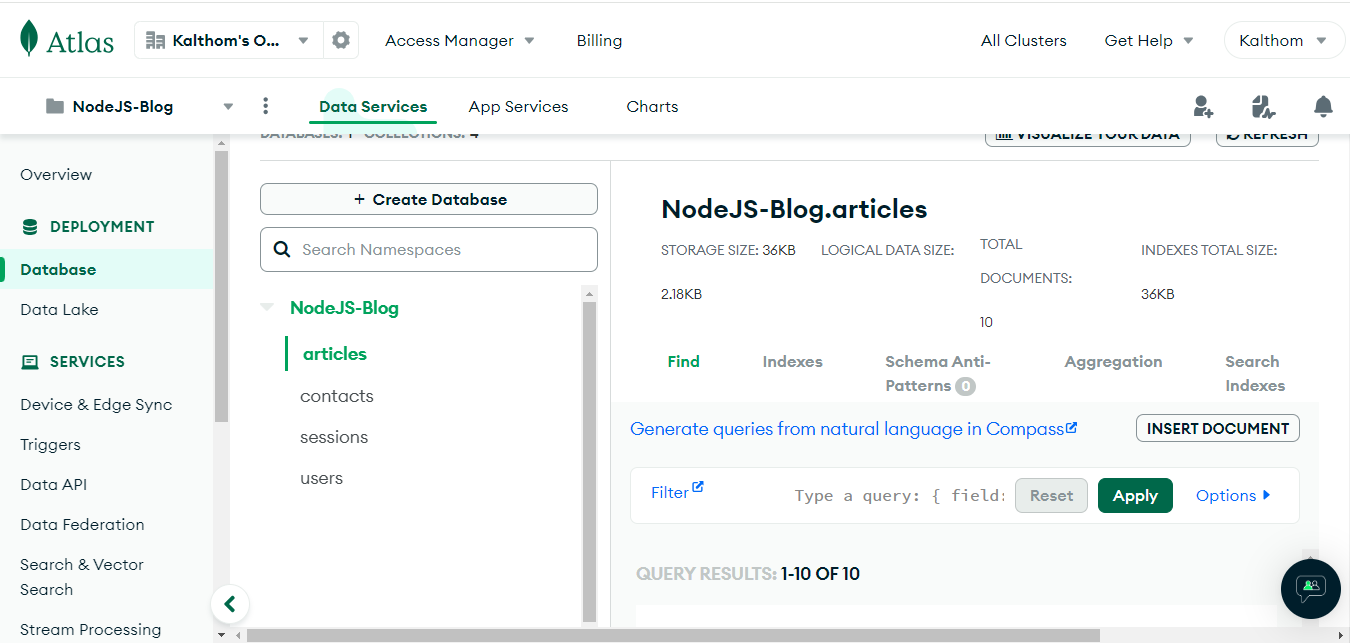 Atlas
Kalthom's O...
Access Manager
Billing
All Clusters
Get Help
Kalthom
NodeJS-Blog
Data Services
App Services
Charts
DATABASES: 1 COLLECTIONS: 4
VISUALIZE YOUR DATA
REFRESH
Overview
DEPLOYMENT
Database
Data Lake
SERVICES
Device & Edge Sync
Triggers
Data API
Data Federation
Search & Vector
Search
Stream Processing
+ Create Database
Search Namespaces
NodeJS-Blog
articles
contacts
sessions
users
NodeJS-Blog.articles
STORAGE SIZE: 36KB
LOGICAL DATA SIZE:
2.18KB
TOTAL
DOCUMENTS:
10
INDEXES TOTAL SIZE:
36KB
Find
Indexes
Schema Anti-
Patterns 0
Aggregation
Search
Indexes
Generate queries from natural language in Compass
INSERT DOCUMENT
Filter
Type a query: { field:
Reset
Apply
Options
QUERY RESULTS: 1-10 OF 10